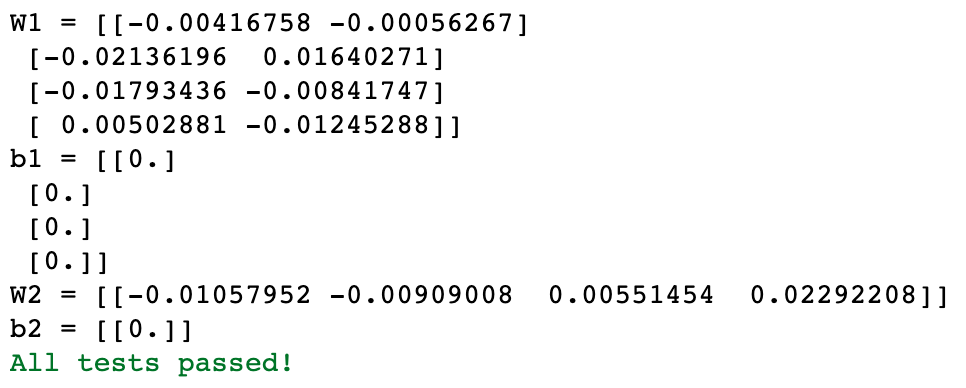 W1 = [[-0.00416758 -0.00056267]
 [-0.02136196  0.01640271]
 [-0.01793436 -0.00841747]
 [ 0.00502881 -0.01245288]]
b1 = [[0.]
 [0.]
 [0.]
 [0.]]
W2 = [[-0.01057952 -0.00909008  0.00551454  0.02292208]]
b2 = [[0.]]
All tests passed!